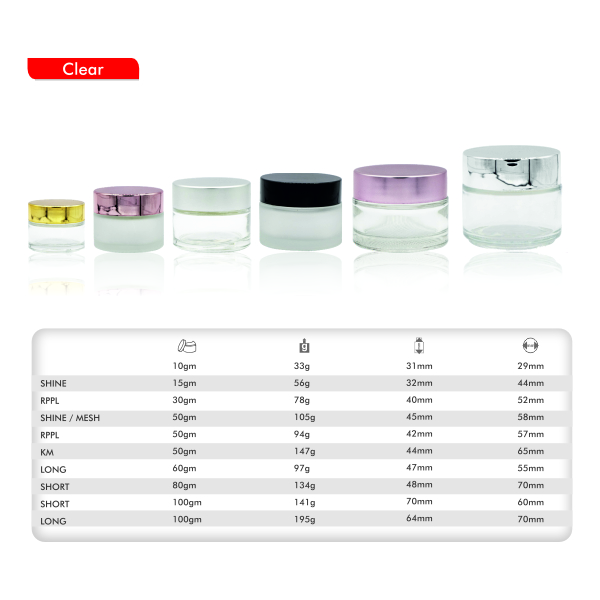 Clear
g
10gm 33g 31mm 29mm
SHINE 15gm 56g 32mm 44mm
RPPL 30gm 78g 40mm 52mm
SHINE / MESH 50gm 105g 45mm 58mm
RPPL 50gm 94g 42mm 57mm
KM 50gm 147g 44mm 65mm
LONG 60gm 97g 47mm 55mm
SHORT 80gm 134g 48mm 70mm
SHORT 100gm 141g 70mm 60mm
LONG 100gm 195g 64mm 70mm